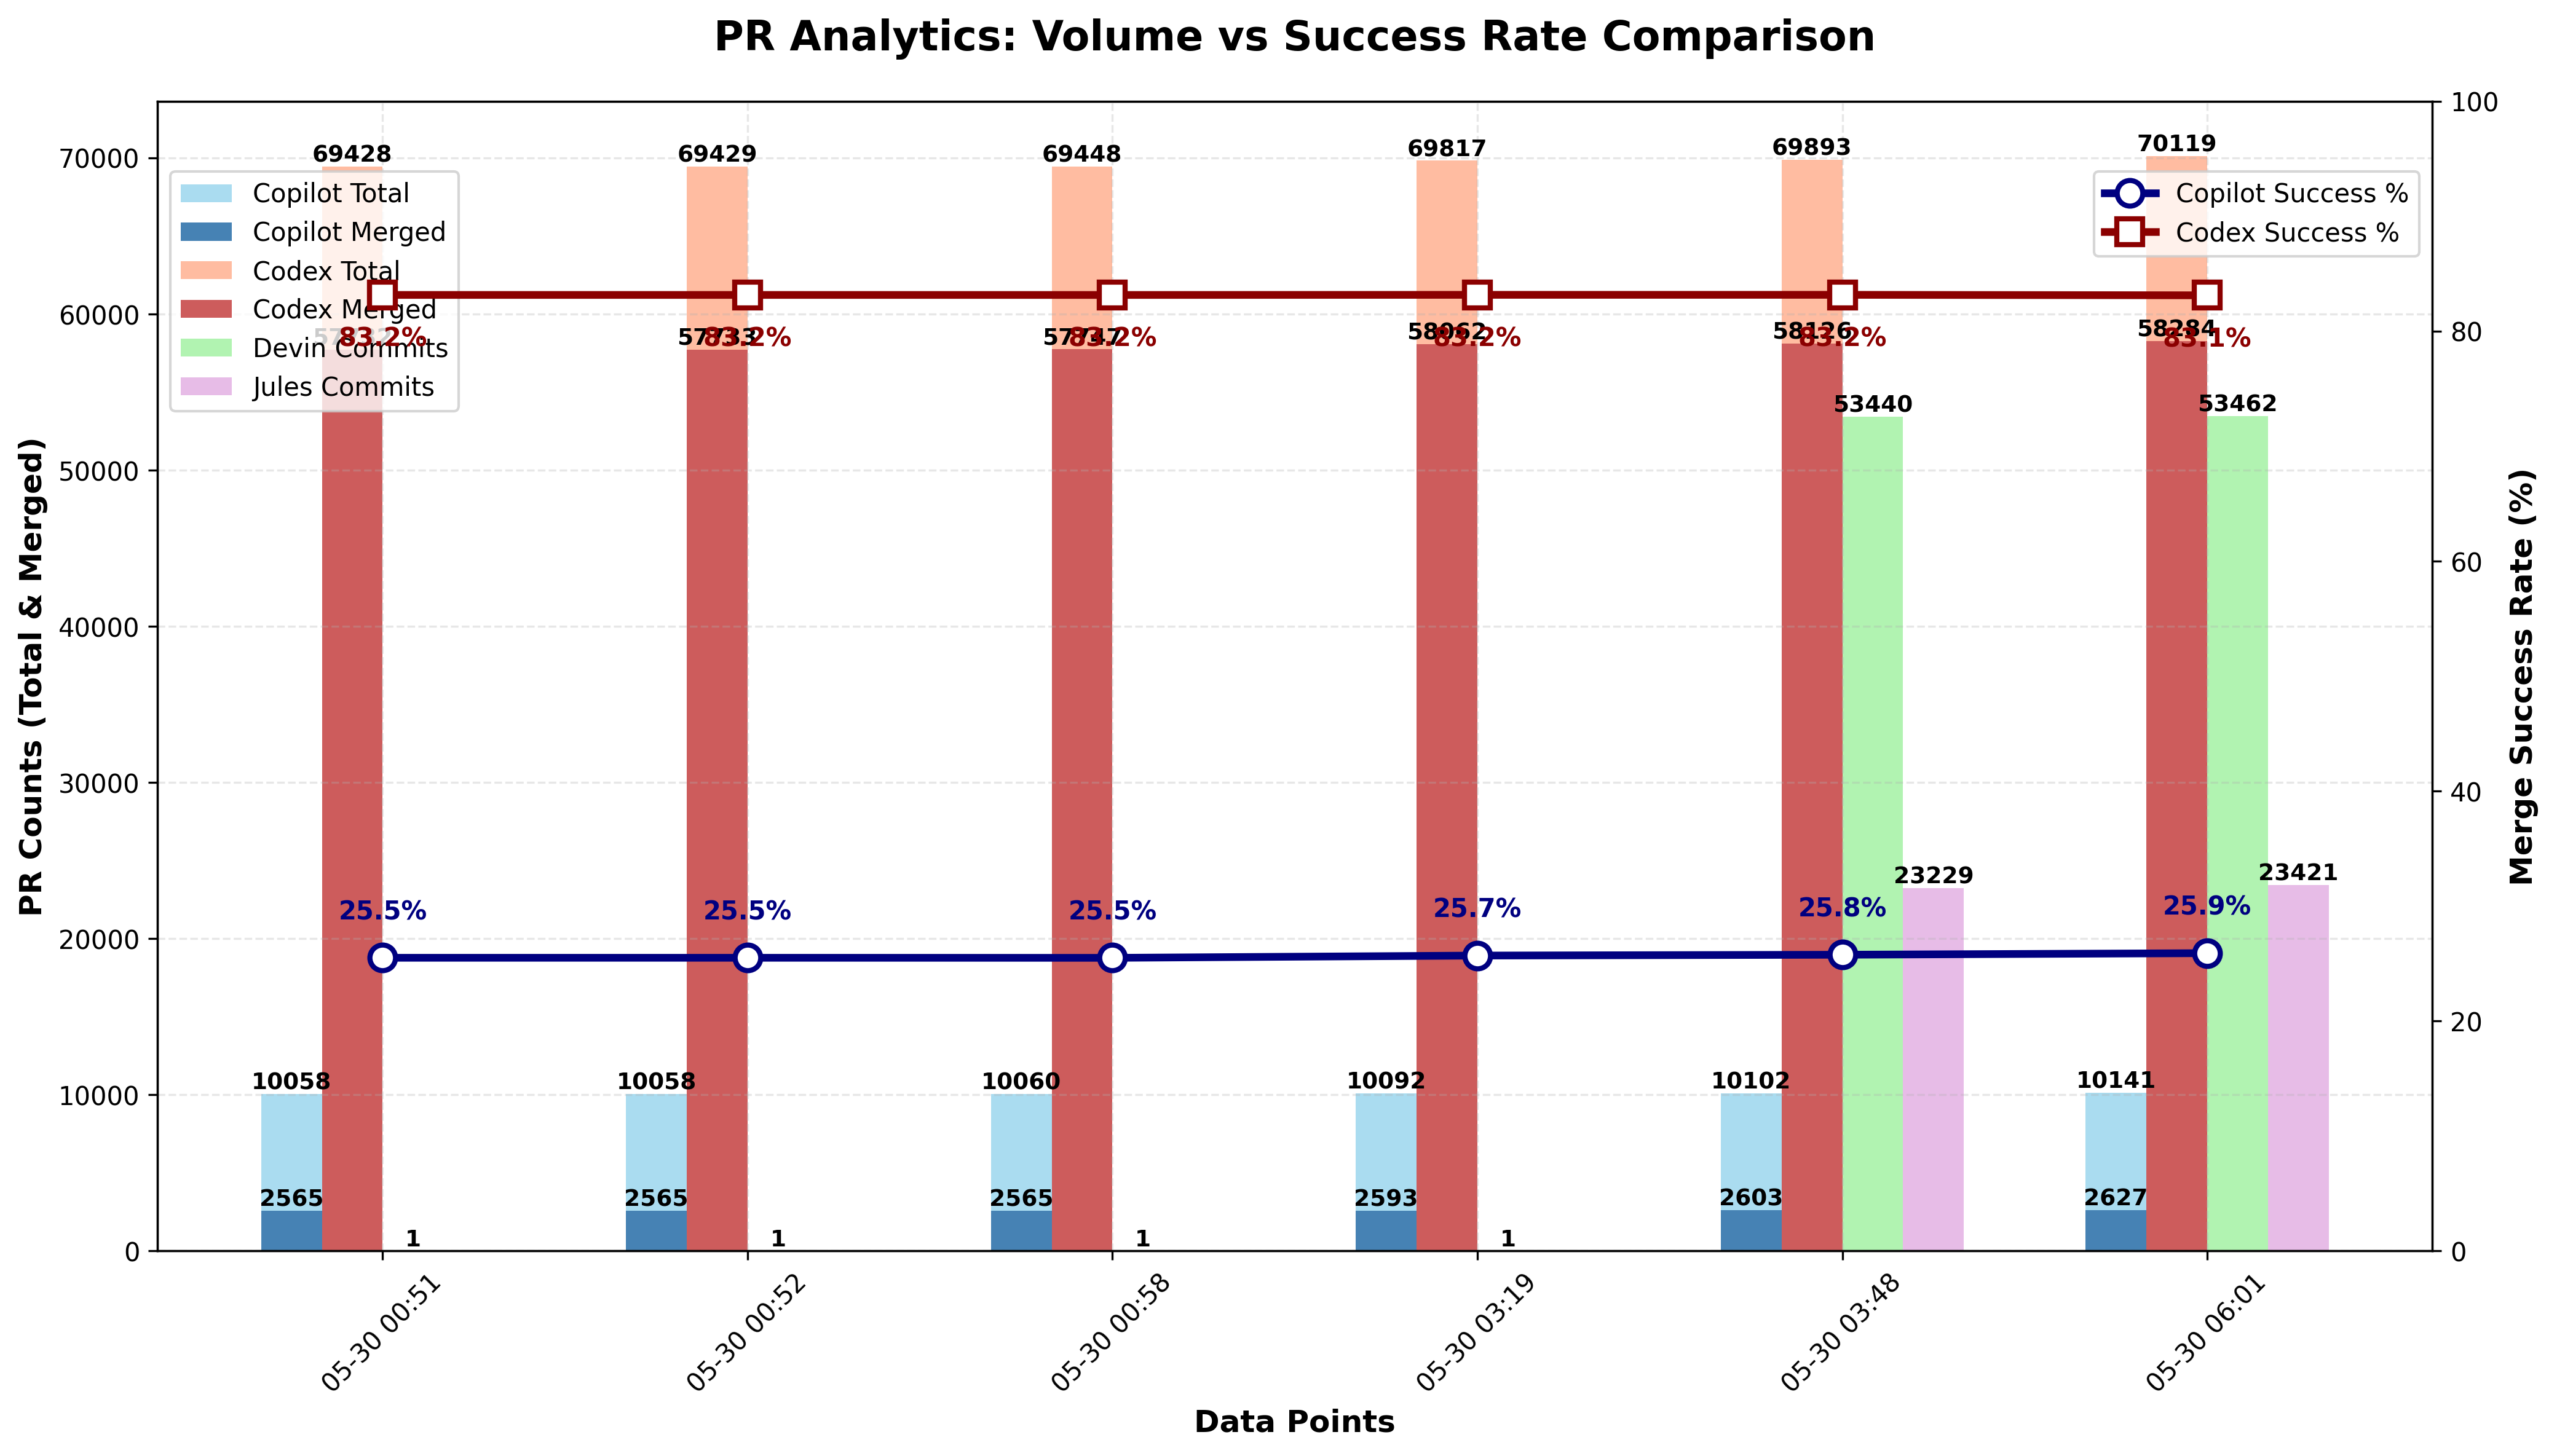 PR Analytics: Volume vs Success Rate Comparison
PR Counts (Total & Merged)
70000
60000
50000
40000
30000
20000
10000
0
Copilot Total
Copilot Merged
Codex Total
Codex Merged
Devin Commits
Jules Commits
Copilot Success %
Codex Success %
69428 69429 69448 69817 69893 70119
57733 57747 58062 58126 58284
83.2% 83.2% 83.2% 83.2% 83.2% 83.1%
53440 53462
23229 23421
25.5% 25.5% 25.5% 25.7% 25.8% 25.9%
10058 10058 10060 10092 10102 10141
2565 2565 2565 2593 2603 2627
1 1 1 1
100
80
60
40
20
0
Merge Success Rate (%)
05-30 00:51
05-30 00:52
05-30 00:58
05-30 03:19
05-30 03:48
05-30 06:01
Data Points